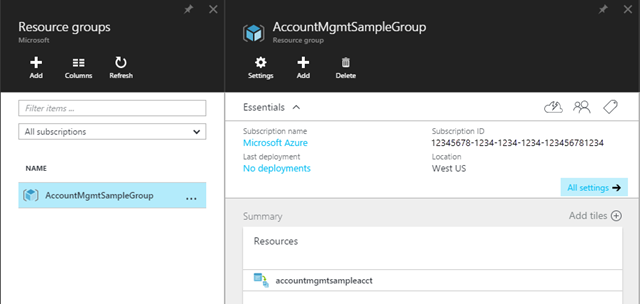 Resource groups
Microsoft
Add
Columns
Refresh
Filter items ...
All subscriptions
NAME
AccountMgmtSampleGroup
...
AccountMgmtSampleGroup
Resource group
Settings
Add
Delete
Essentials
Subscription name
Subscription ID
Microsoft Azure
12345678-1234-1234-1234-123456781234
Last deployment
Location
No deployments
West US
All settings
Summary
Add tiles
Resources
accountmgmtsampleacct